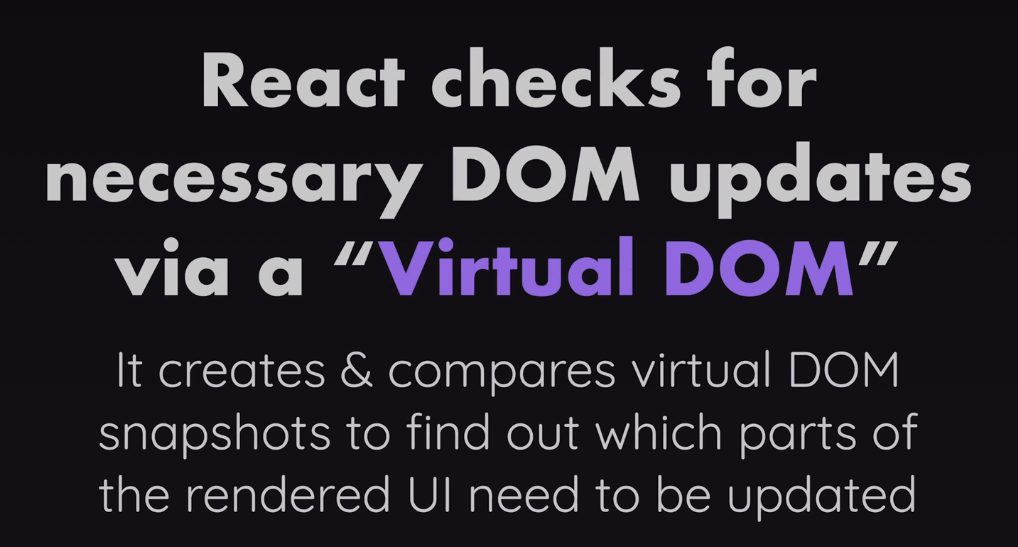 React checks for
necessary DOM updates
via a “Virtual DOM”
It creates & compares virtual DOM
snapshots to find out which parts of
the rendered UI need to be updated